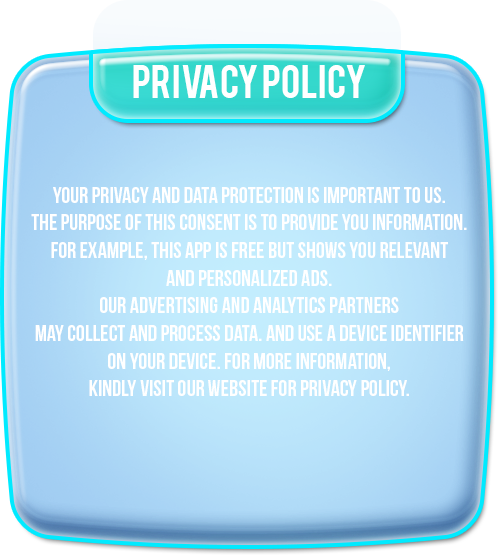 PRIVACY POLICY
YOUR PRIVACY AND DATA PROTECTION IS IMPORTANT TO US.
THE PURPOSE OF THIS CONSENT IS TO PROVIDE YOU INFORMATION.
FOR EXAMPLE, THIS APP IS FREE BUT SHOWS YOU RELEVANT
AND PERSONALIZED ADS.
OUR ADVERTISING AND ANALYTICS PARTNERS
MAY COLLECT AND PROCESS DATA. AND USE A DEVICE IDENTIFIER
ON YOUR DEVICE. FOR MORE INFORMATION,
KINDLY VISIT OUR WEBSITE FOR PRIVACY POLICY.